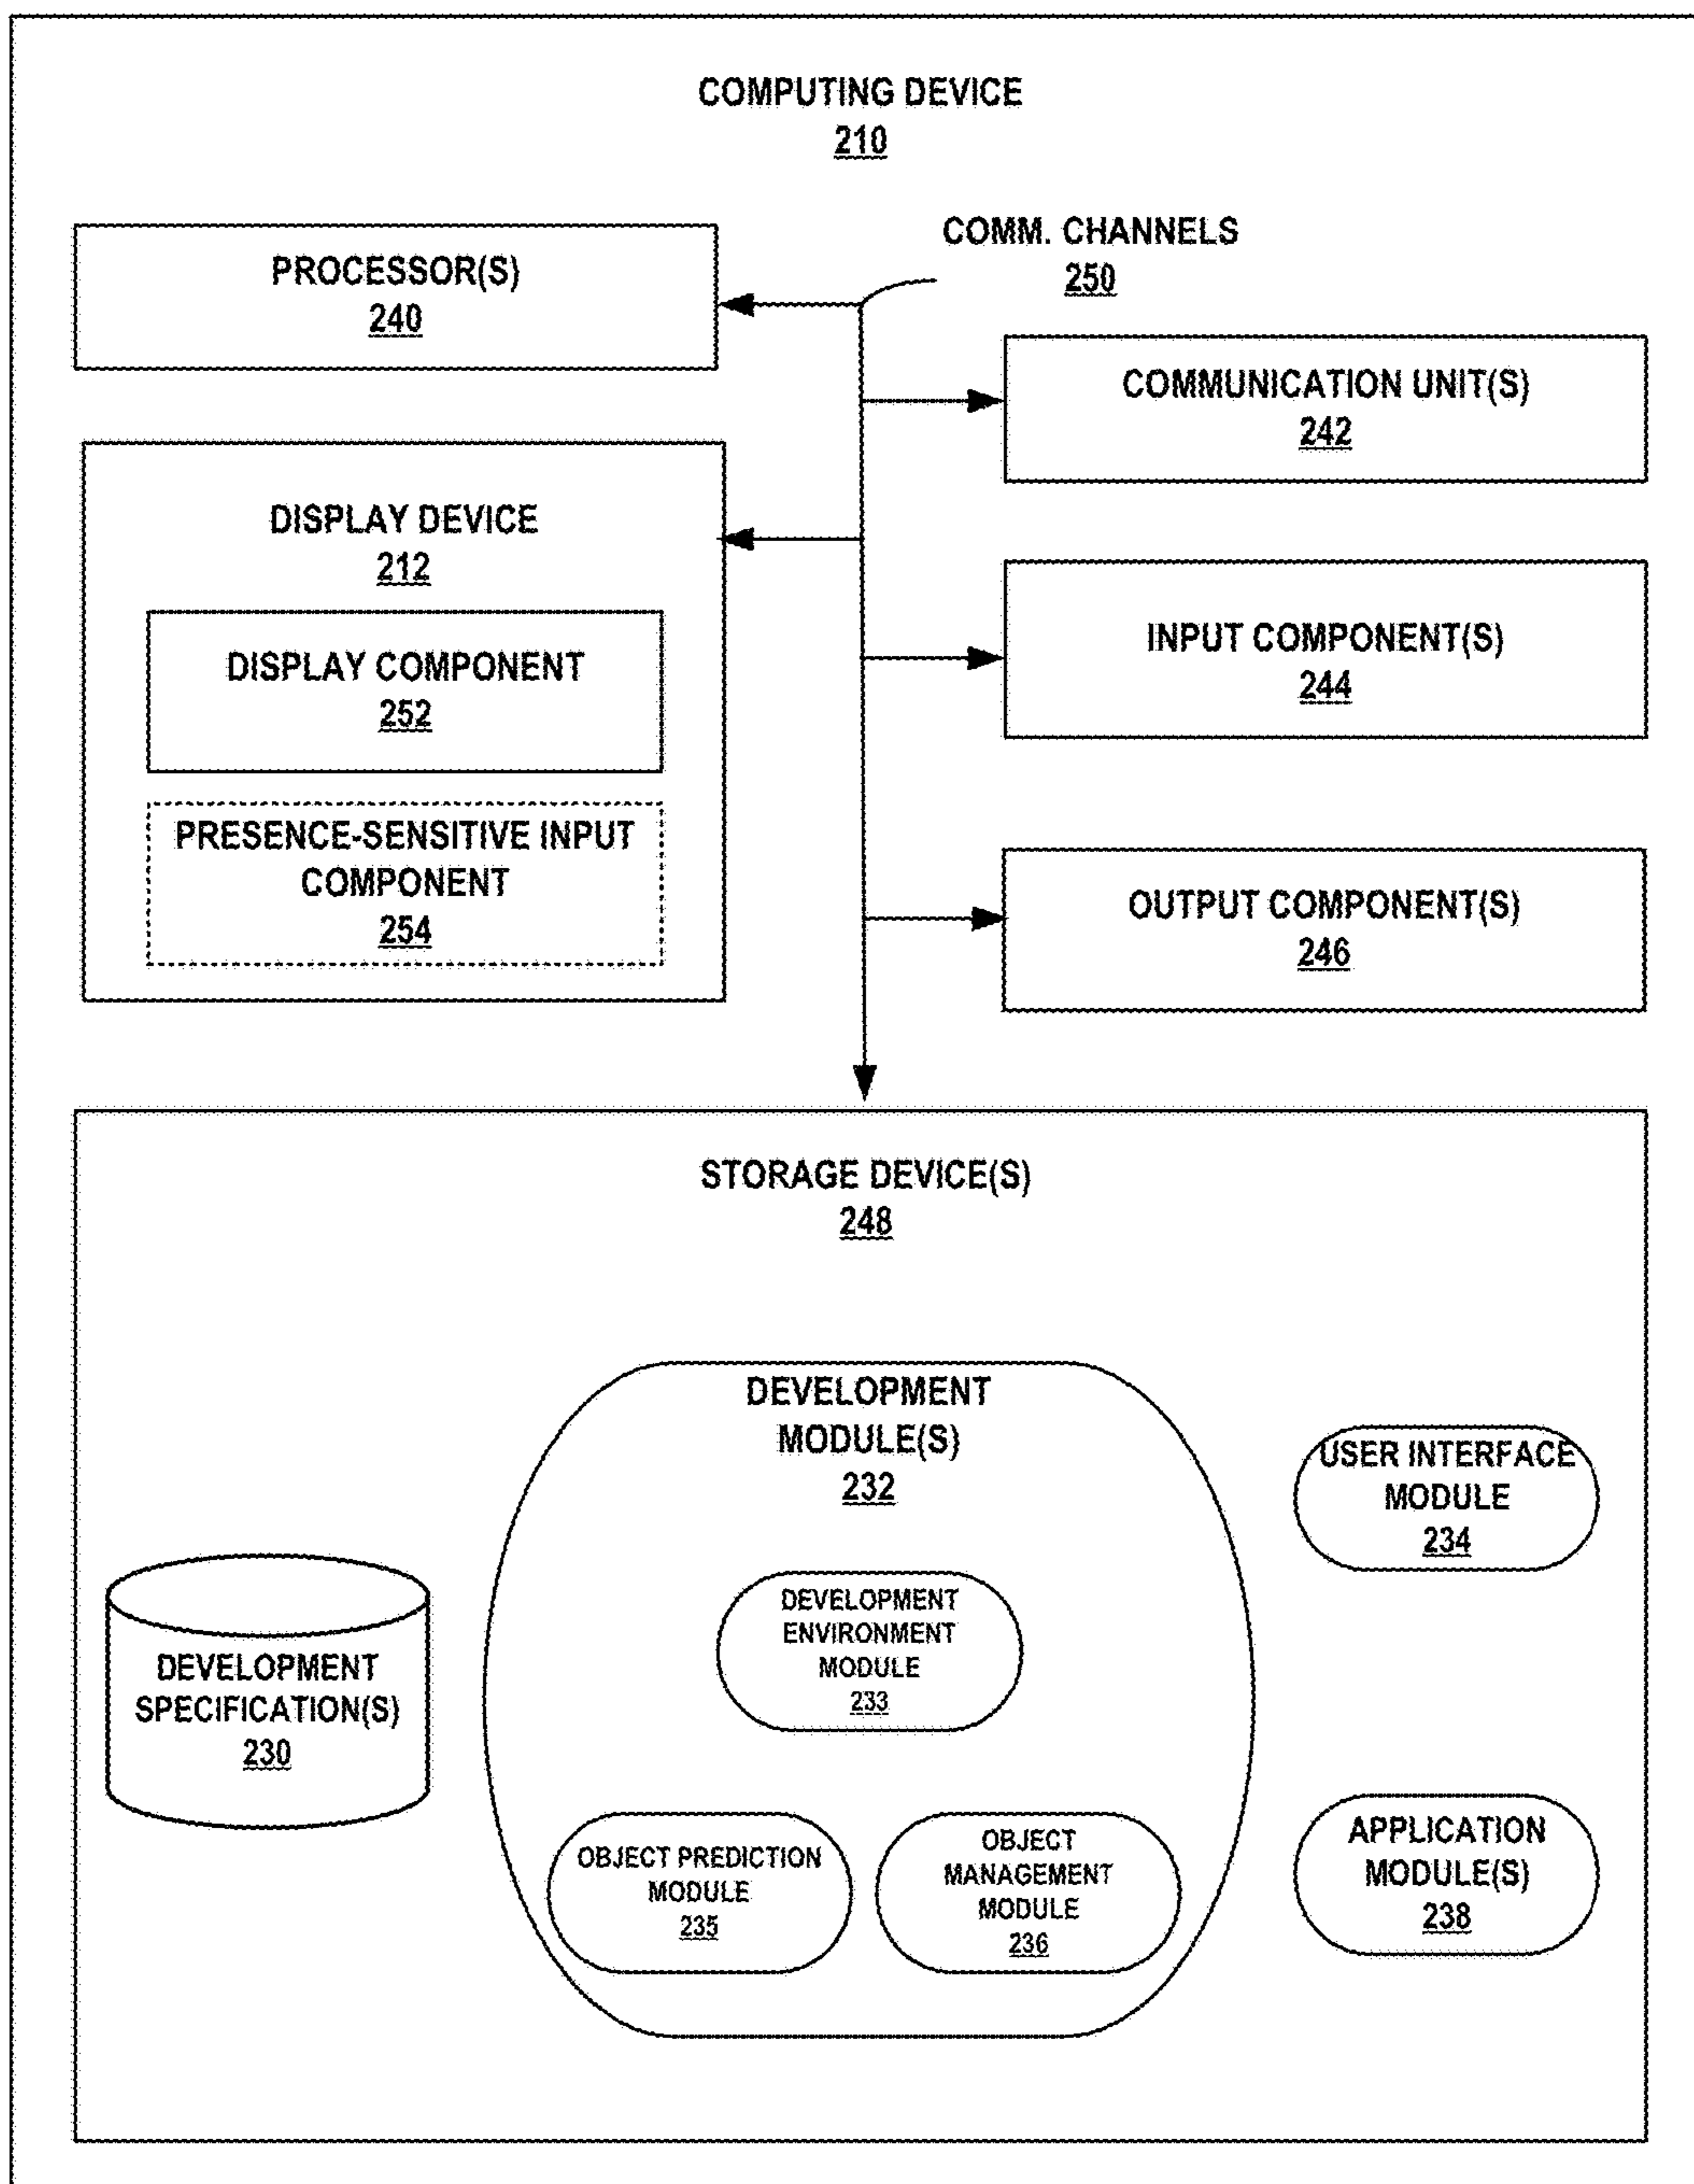 COMPUTING DEVICE
210
PROCESSOR(S)
240
COMM. CHANNELS
250
COMMUNICATION UNIT(S)
242
DISPLAY DEVICE
212
DISPLAY COMPONENT
252
PRESENCE-SENSITIVE INPUT
COMPONENT
254
INPUT COMPONENT(S)
244
OUTPUT COMPONENT(S)
246
STORAGE DEVICE(S)
248
DEVELOPMENT
SPECIFICATION(S)
230
DEVELOPMENT
MODULE(S)
232
DEVELOPMENT
ENVIRONMENT
MODULE
233
OBJECT PREDICTION
MODULE
235
OBJECT
MANAGEMENT
MODULE
236
USER INTERFACE
MODULE
234
APPLICATION
MODULE(S)
238